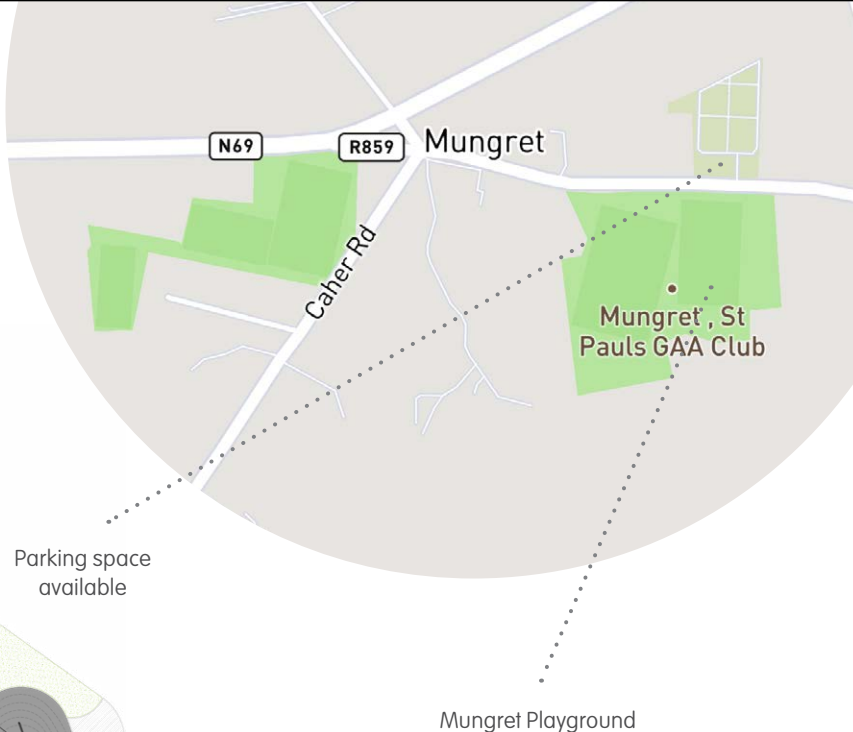 N69
R859
Mungret
Caher Rd
Mungret , St
Pauls GAA Club
Parking space
available
Mungret Playground